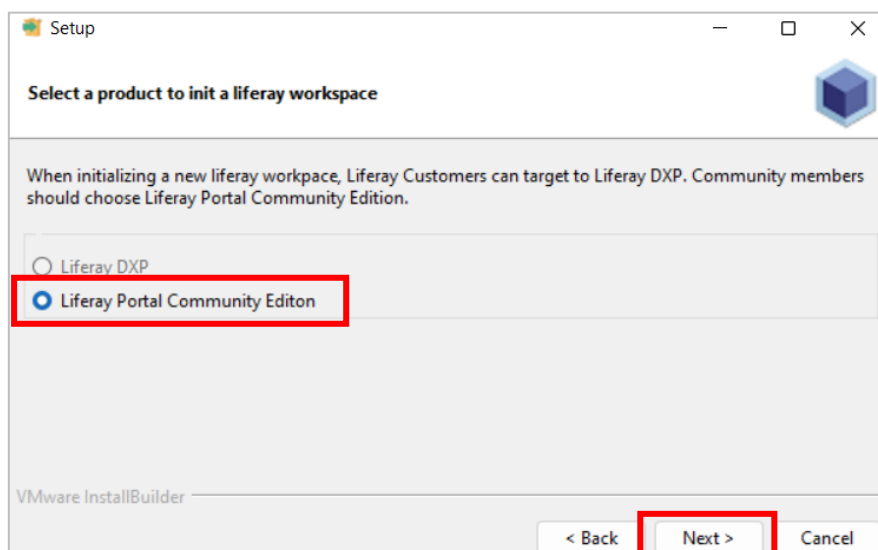 Setup
Select a product to init a liferay workspace
When initializing a new liferay workpace, Liferay Customers can target to Liferay DXP. Community members
should choose Liferay Portal Community Edition.
Liferay DXP
Liferay Portal Community Editon
VMware InstallBuilder
< Back
Next >
Cancel